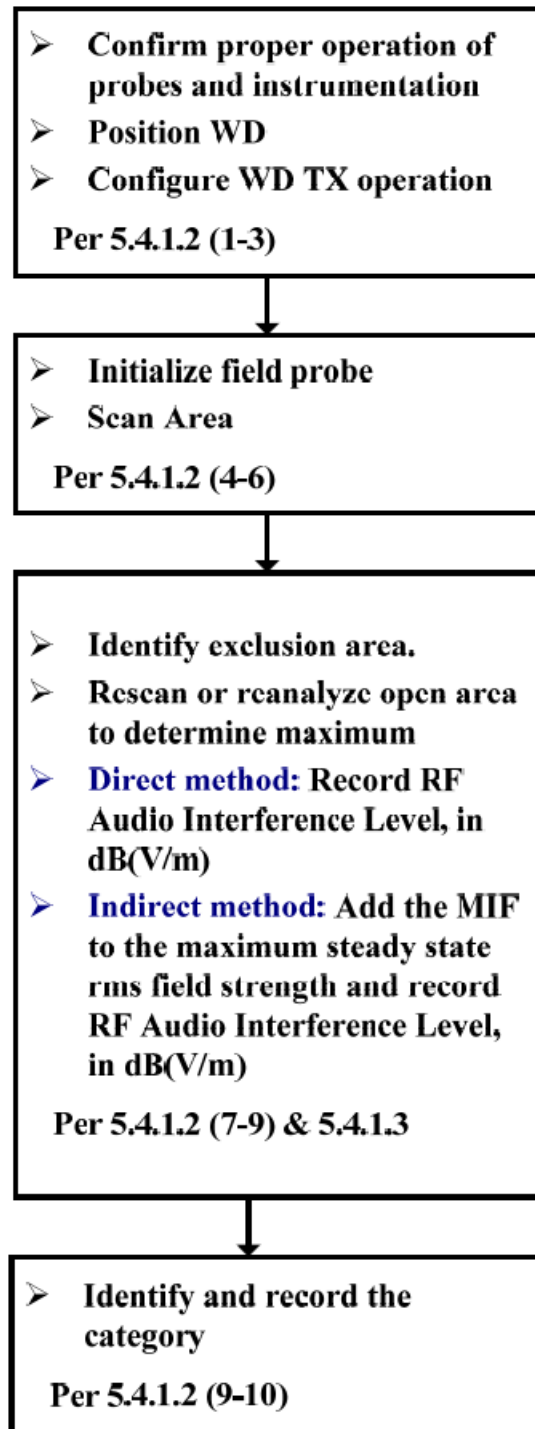 ➢ Confirm proper operation of
probes and instrumentation
➢ Position WD
➢ Configure WD TX operation
Per 5.4.1.2 (1-3)
➢ Initialize field probe
➢ Scan Area
Per 5.4.1.2 (4-6)
➢ Identify exclusion area.
➢ Rescan or reanalyze open area
to determine maximum
➢ Direct method: Record RF
Audio Interference Level, in
dB(V/m)
➢ Indirect method: Add the MIF
to the maximum steady state
rms field strength and record
RF Audio Interference Level,
in dB(V/m)
Per 5.4.1.2 (7-9) & 5.4.1.3
➢ Identify and record the
category
Per 5.4.1.2 (9-10)